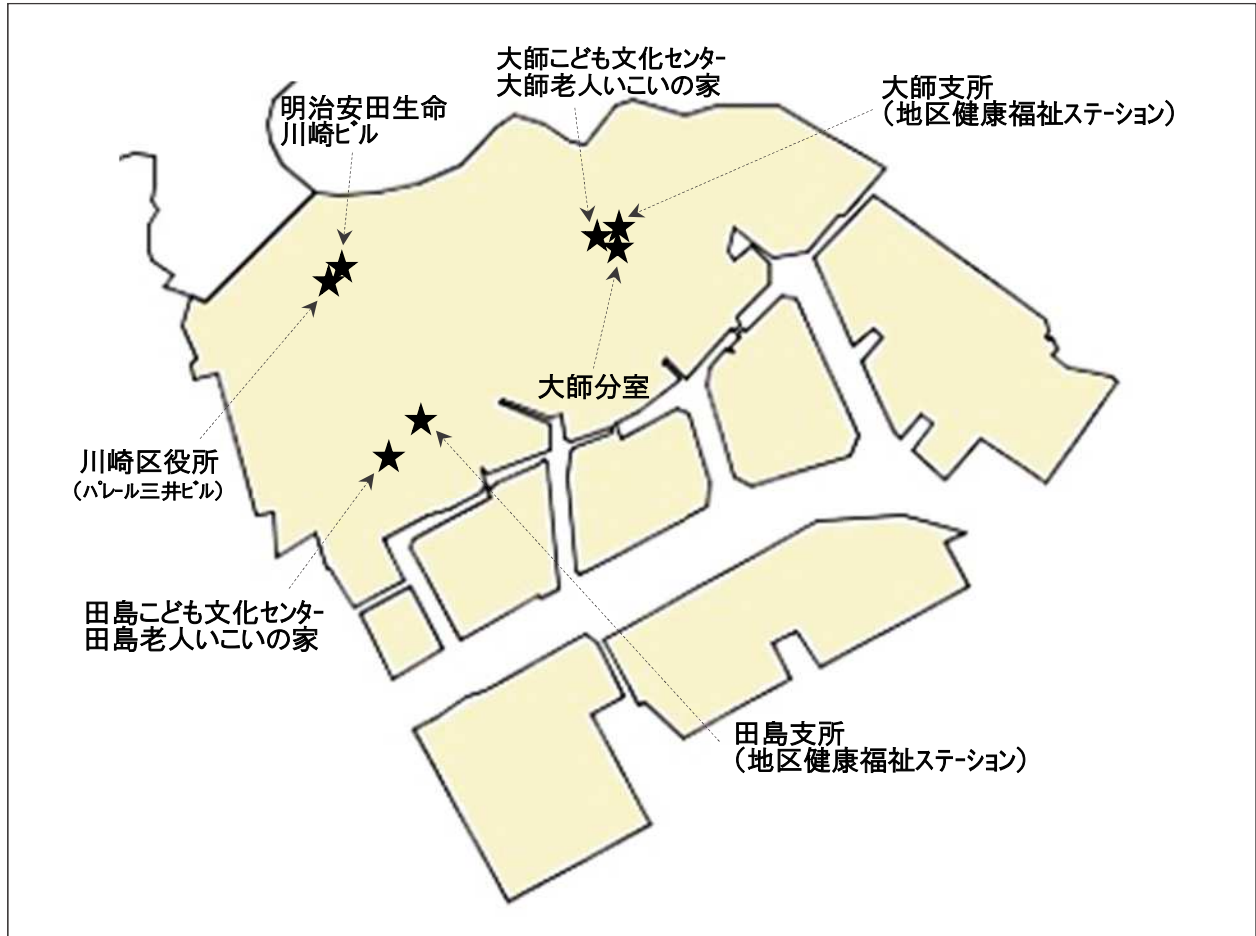 大師こども文化センター
大師老人いこいの家
大師支所
（地区健康福祉ステーション）
明治安田生命
川崎ビル
大師分室
川崎区役所
（パレール三井ビル）
田島こども文化センター
田島老人いこいの家
田島支所
（地区健康福祉ステーション）